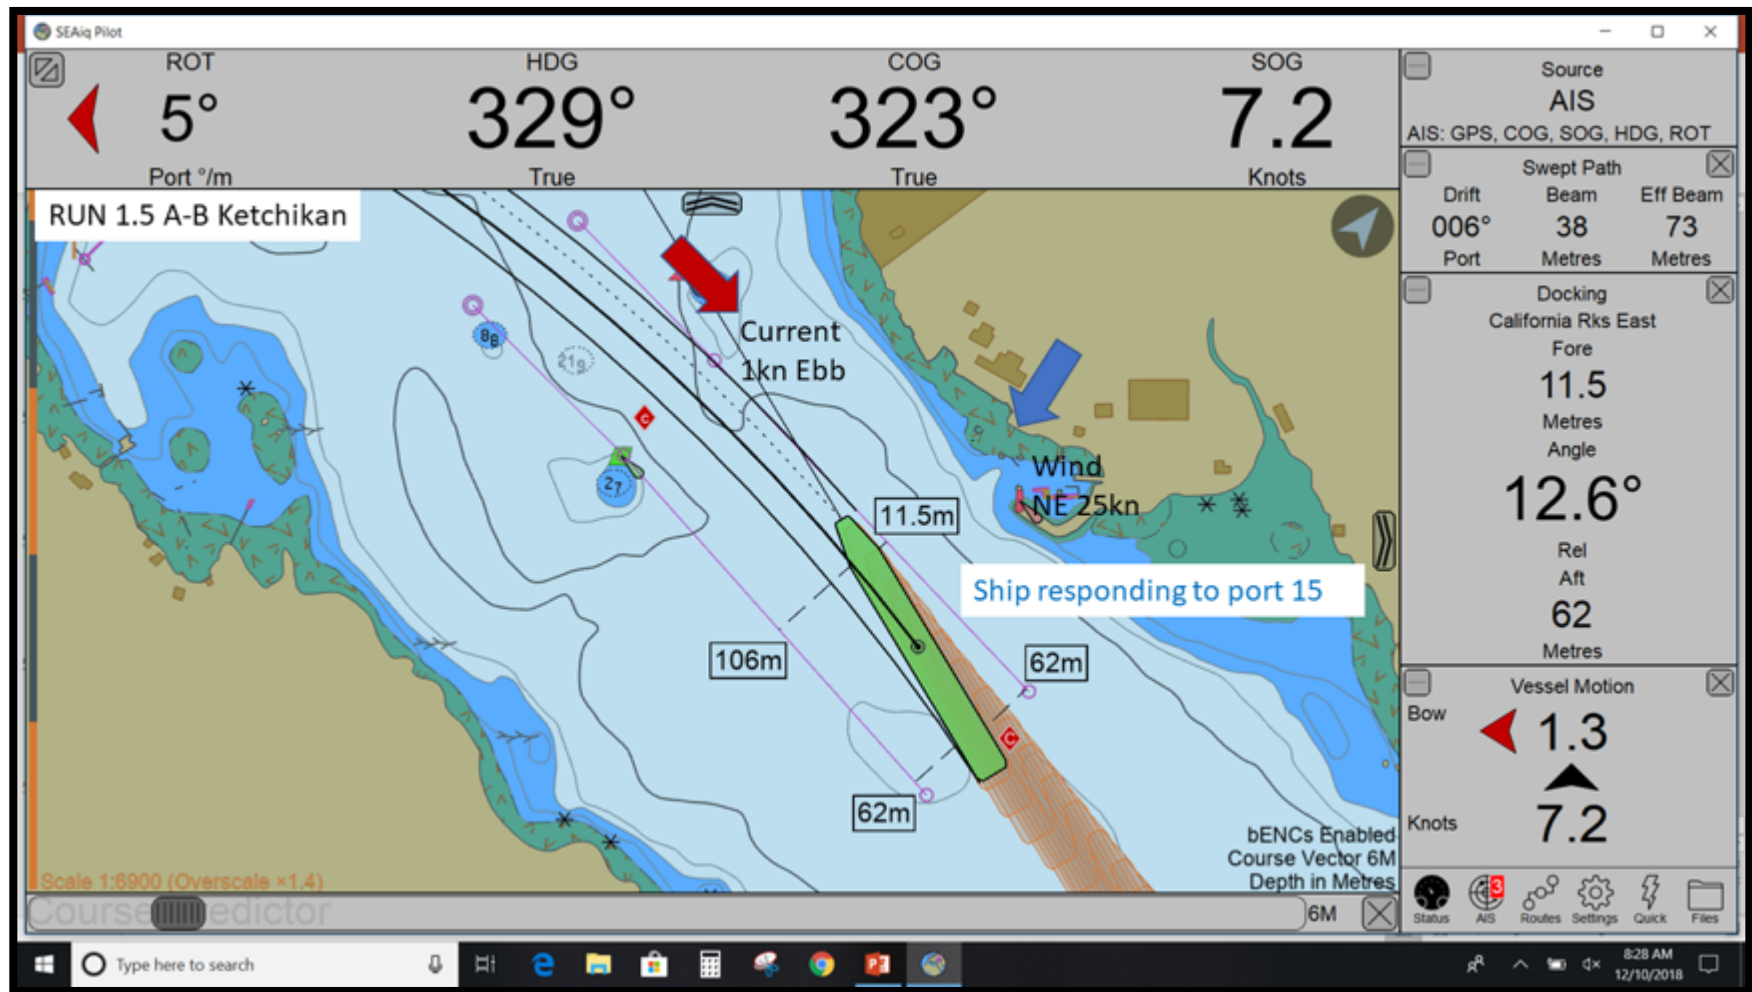 SEAiq Pilot
ROT
5°
Port °/m
HDG
329°
True
COG
323°
True
SOG
7.2
Knots
Source
AIS
AIS: GPS, COG, SOG, HDG, ROT
Swept Path
Drift Beam Eff Beam
006° 38 73
Port Metres Metres
Docking
California Rks East
Fore
11.5
Metres
Angle
12.6°
Rel
Aft
62
Metres
Vessel Motion
Bow
1.3
Knots
7.2
RUN 1.5 A-B Ketchikan
Current
1kn Ebb
Wind
NE 25kn
11.5m
Ship responding to port 15
106m
62m
62m
8₈
21₉
2₇
C
C
bENCs Enabled
Course Vector 6M
Depth in Metres
Scale 1:6900 (Overscale ×1.4)
6M
3
Status AIS Routes Settings Quick Files
Type here to search
8:28 AM
12/10/2018